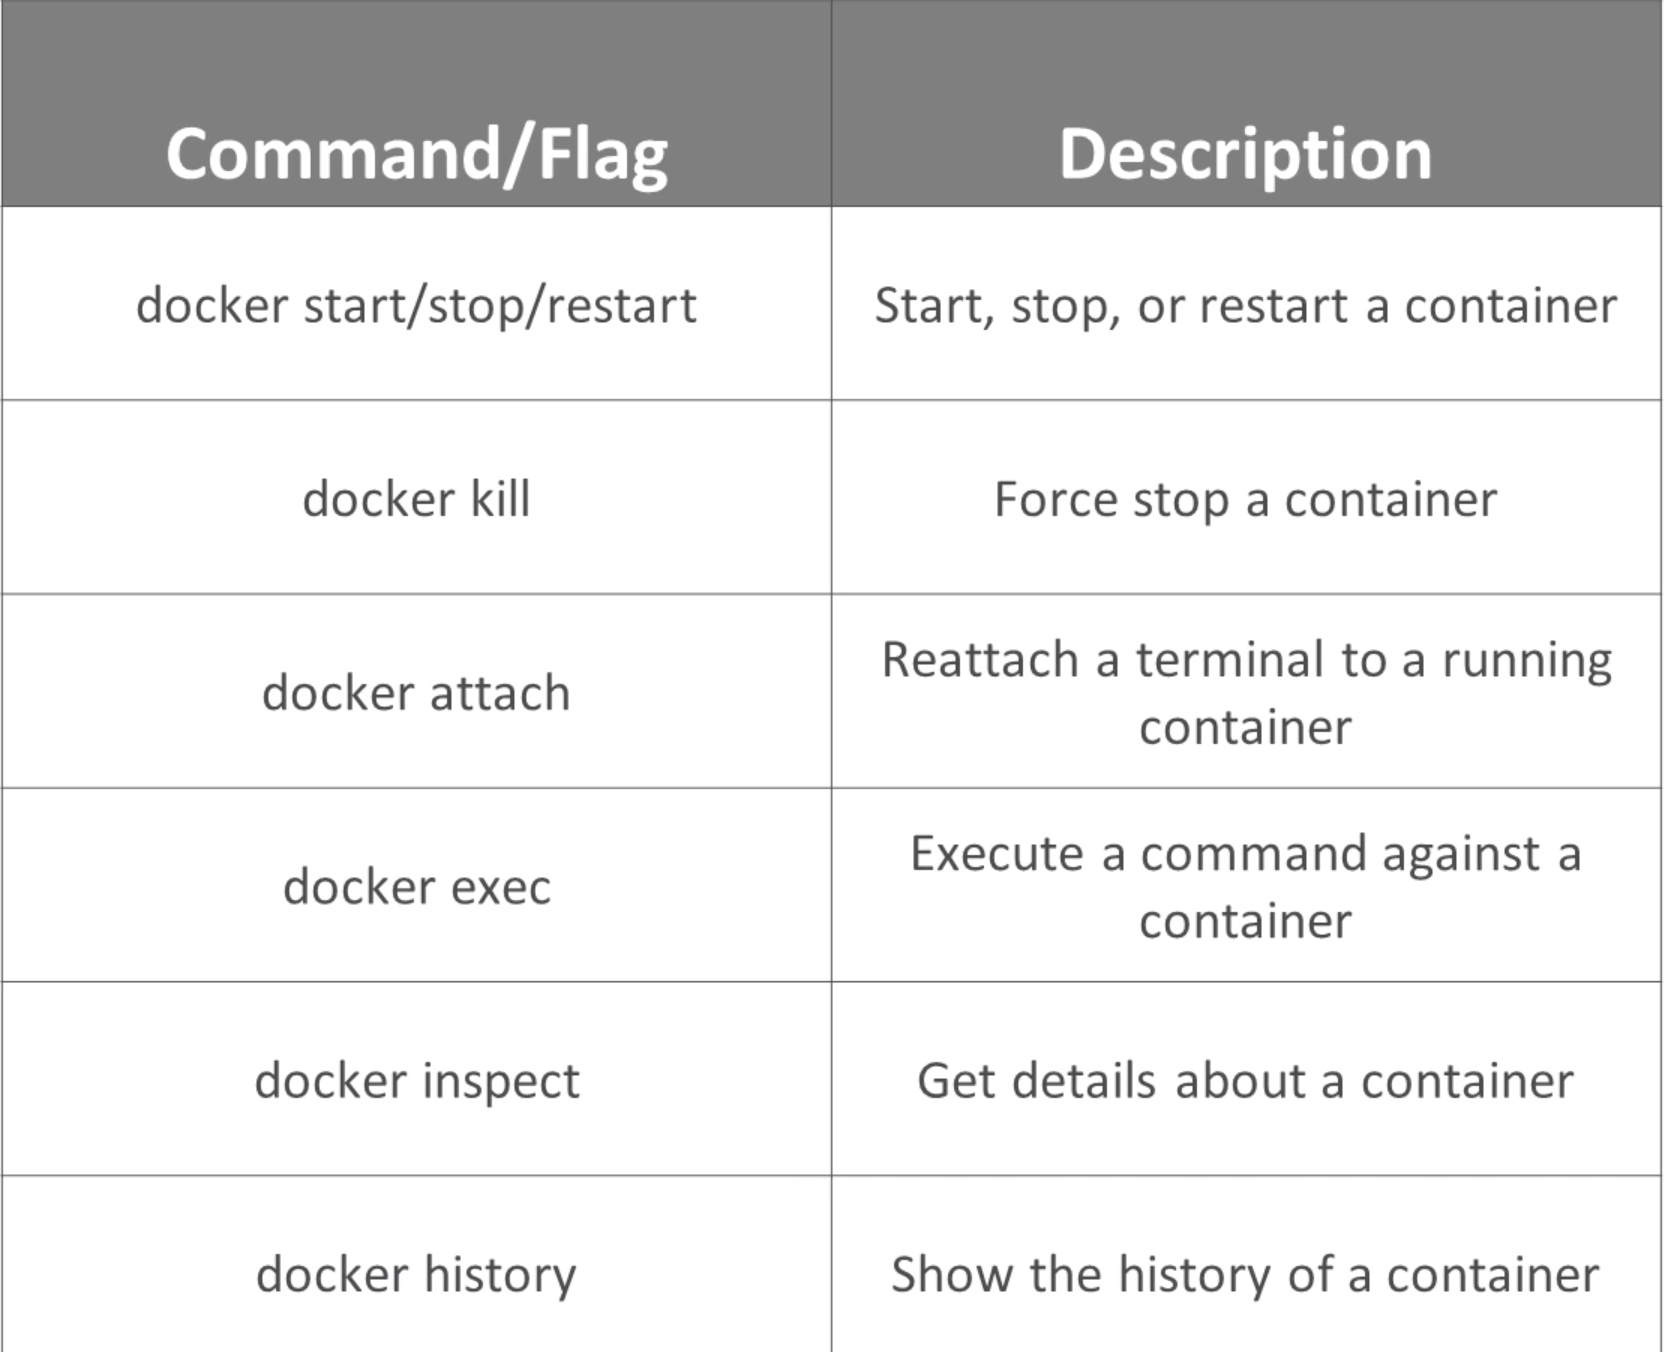 Command/Flag Description
docker start/stop/restart Start, stop, or restart a container
docker kill Force stop a container
docker attach Reattach a terminal to a running
container
docker exec Execute a command against a
container
docker inspect Get details about a container
docker history Show the history of a container